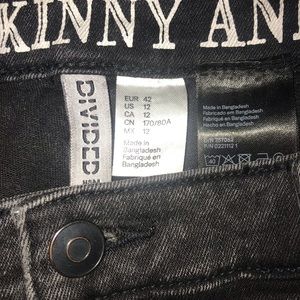 KINNY AN
DIVIDED
EUR 42
US 12
CA 12
CN 170/80A
MX 12
Made in
Bangladesh
Fabriqué en
Bangladesh
Made in Bangladesh
Fabricado em Bangladesh
Fabriqué en Bangladesh
Hecho en Bangladesh